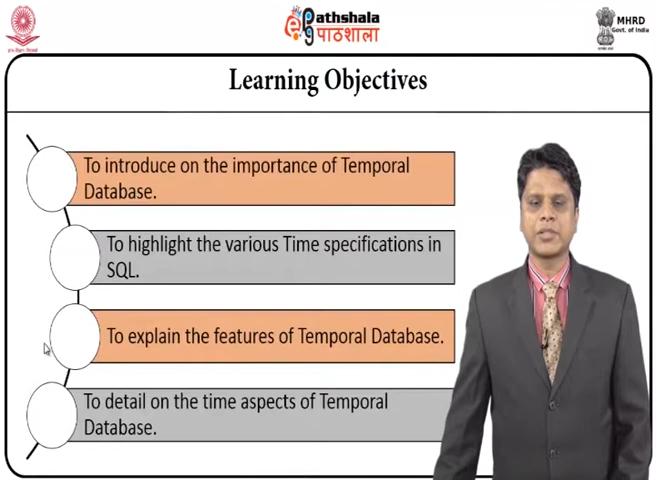 ePathshala
पाठशाला
MHRD
Govt. of India
Learning Objectives
To introduce on the importance of Temporal
Database.
To highlight the various Time specifications in
SQL.
To explain the features of Temporal Database.
To detail on the time aspects of Temporal
Database.